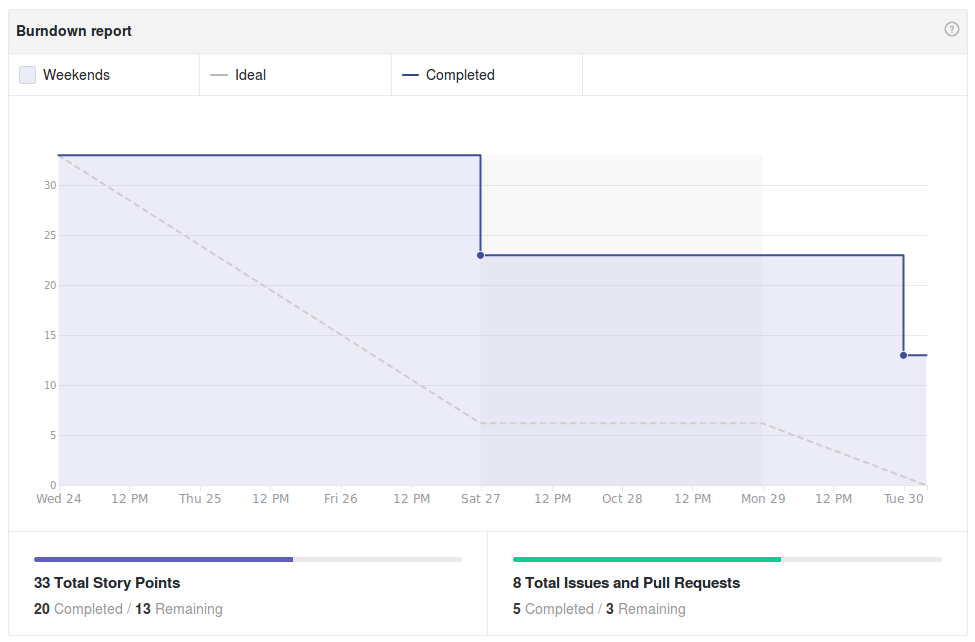 Burndown report
?
Weekends
Ideal
Completed
30
25
20
15
10
5
0
Wed 24 12 PM Thu 25 12 PM Fri 26 12 PM Sat 27 12 PM Oct 28 12 PM Mon 29 12 PM Tue 30
33 Total Story Points
20 Completed / 13 Remaining
8 Total Issues and Pull Requests
5 Completed / 3 Remaining